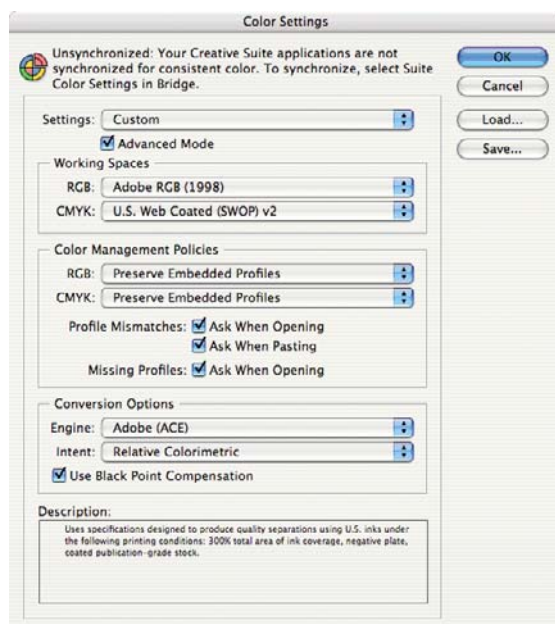 Color Settings
Unsynchronized: Your Creative Suite applications are not
synchronized for consistent color. To synchronize, select Suite
Color Settings in Bridge.
OK
Cancel
Load...
Save...
Settings: Custom
Advanced Mode
Working Spaces
RGB: Adobe RGB (1998)
CMYK: U.S. Web Coated (SWOP) v2
Color Management Policies
RGB: Preserve Embedded Profiles
CMYK: Preserve Embedded Profiles
Profile Mismatches: Ask When Opening
Ask When Pasting
Missing Profiles: Ask When Opening
Conversion Options
Engine: Adobe (ACE)
Intent: Relative Colorimetric
Use Black Point Compensation
Description:
Uses specifications designed to produce quality separations using U.S. inks under
the following printing conditions: 300% total area of ink coverage, negative plate,
coated publication-grade stock.